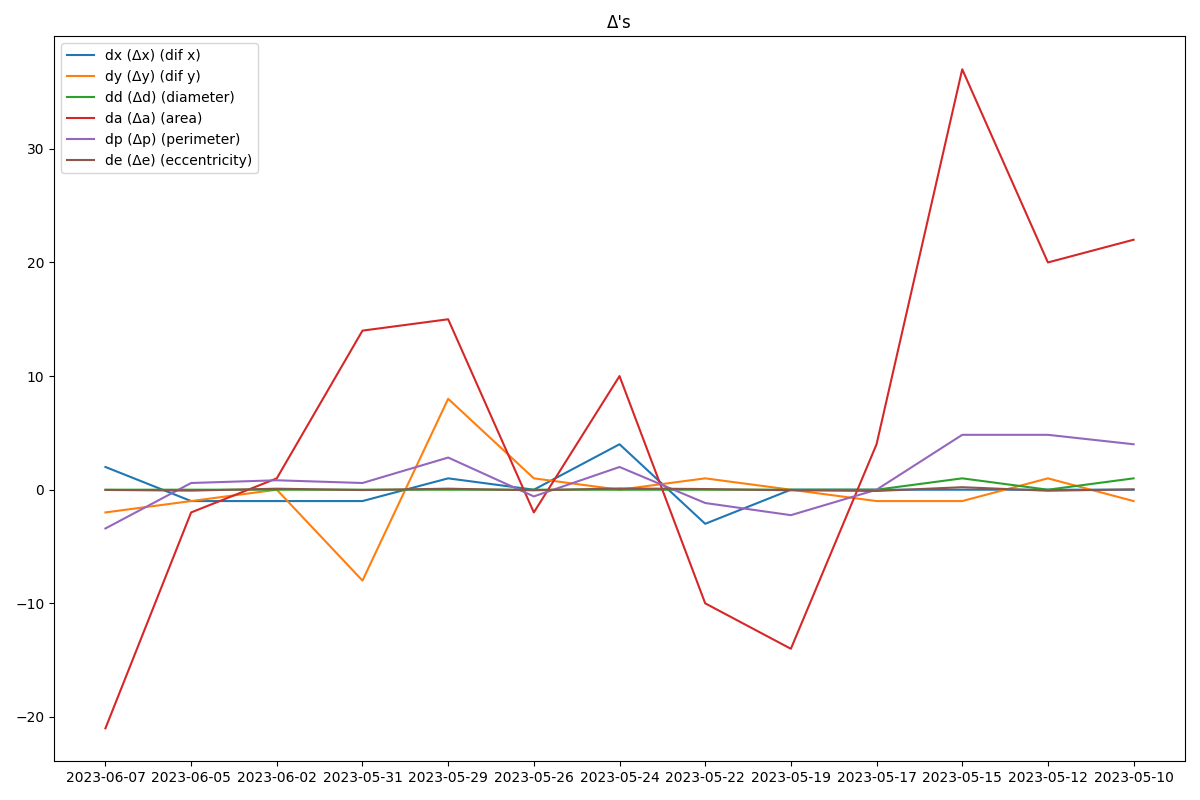 Δ's
dx (Δx) (dif x)
dy (Δy) (dif y)
dd (Δd) (diameter)
da (Δa) (area)
dp (Δp) (perimeter)
de (Δe) (eccentricity)
30
20
10
0
−10
−20
2023-06-07 2023-06-05 2023-06-02 2023-05-31 2023-05-29 2023-05-26 2023-05-24 2023-05-22 2023-05-19 2023-05-17 2023-05-15 2023-05-12 2023-05-10